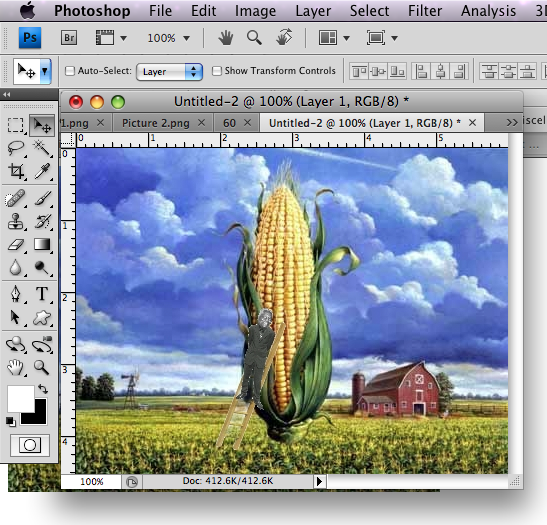 Photoshop File Edit Image Layer Select Filter Analysis 3
Ps Br 100%
Auto-Select: Layer Show Transform Controls
Untitled-2 @ 100% (Layer 1, RGB/8) *
1.png Picture 2.png 60 Untitled-2 @ 100% (Layer 1, RGB/8) * iscel
0 1 2 3 4 5
0
1
2
3
4
T
100% Doc: 412.6K/412.6K